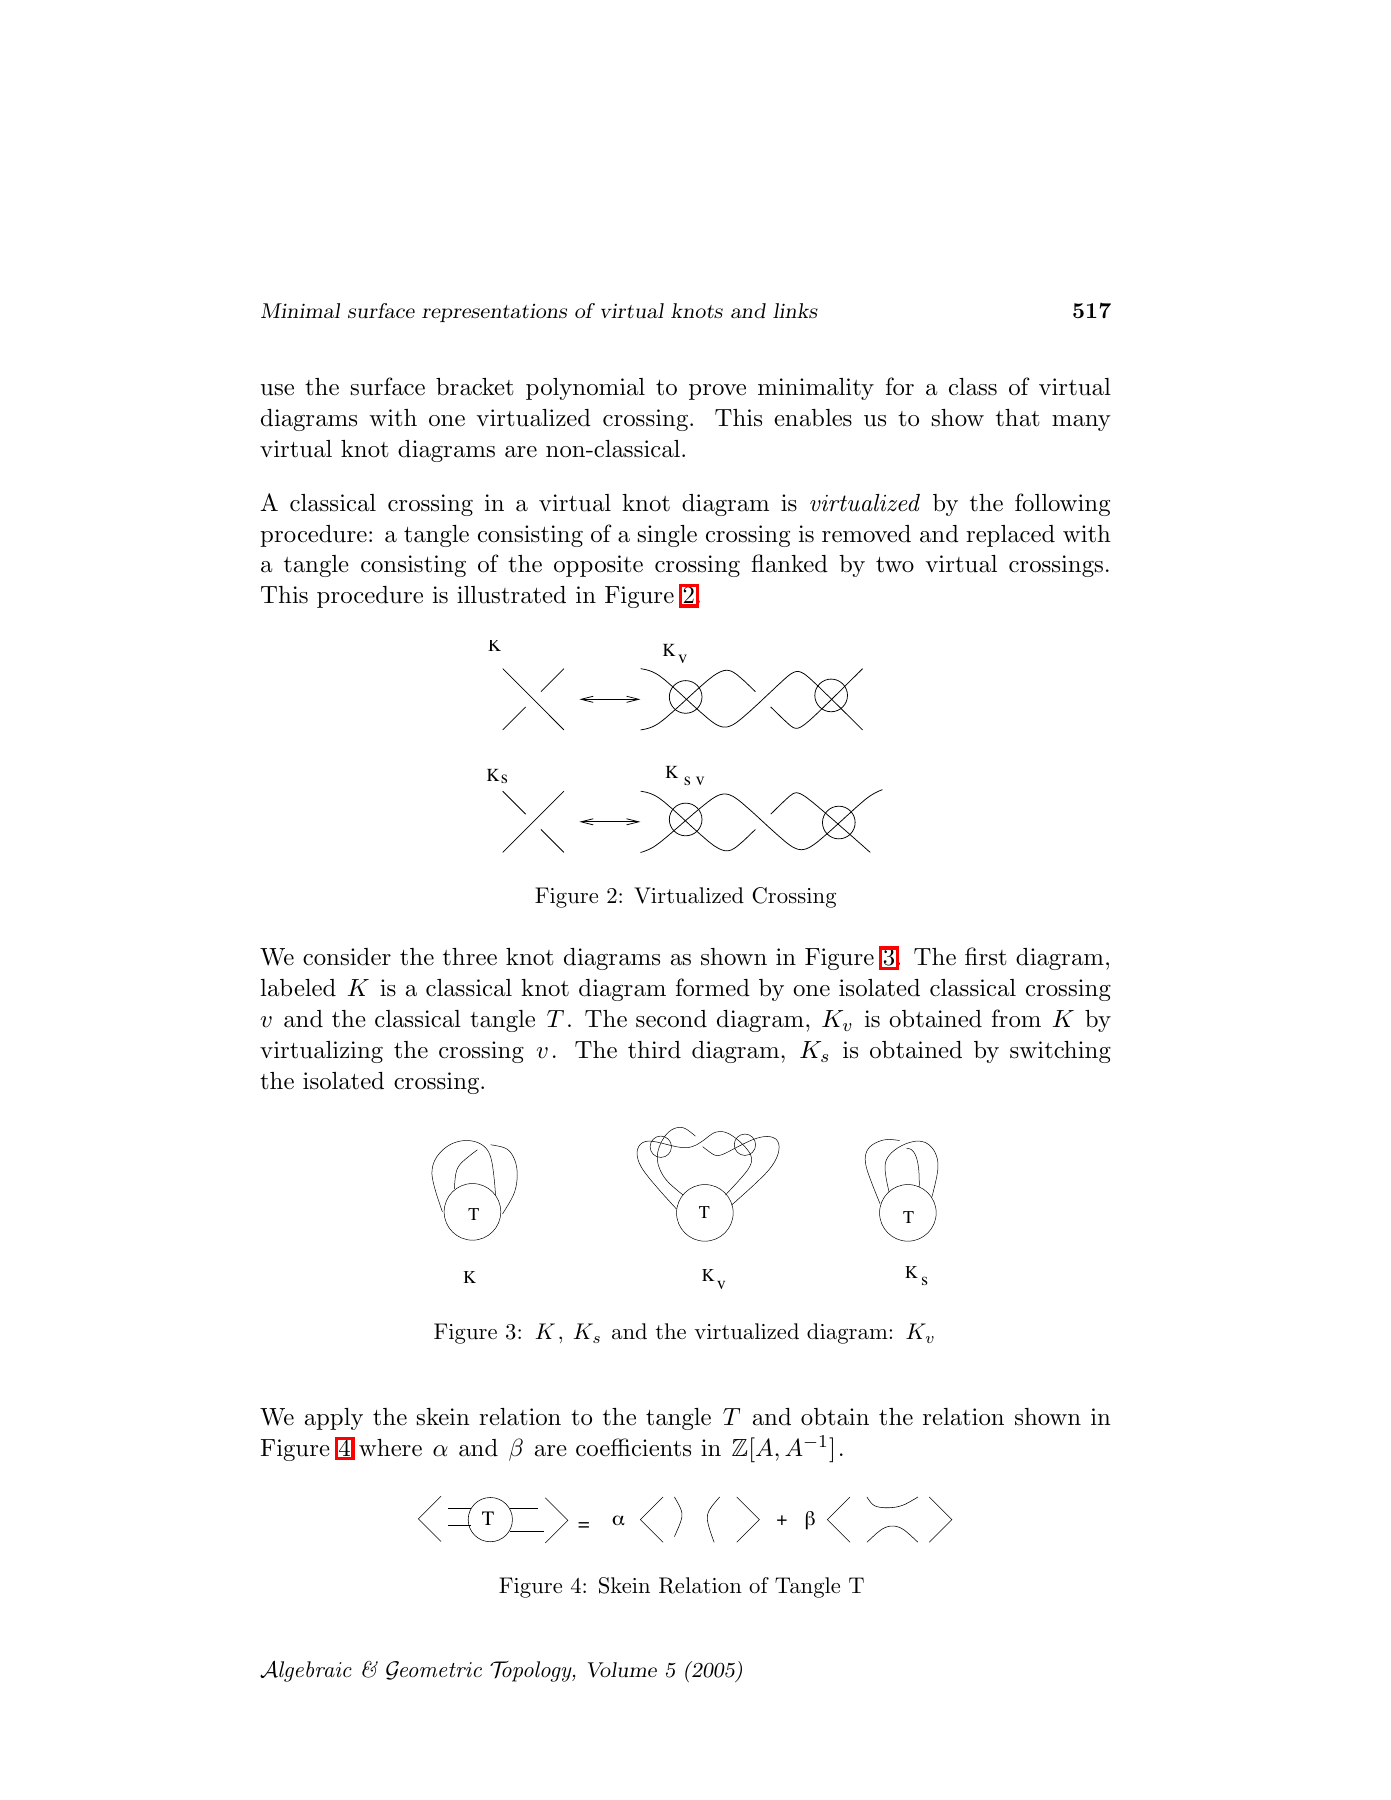 Minimal surface representations of virtual knots and links 517
use the surface bracket polynomial to prove minimality for a class of virtual
diagrams with one virtualized crossing. This enables us to show that many
virtual knot diagrams are non-classical.
A classical crossing in a virtual knot diagram is virtualized by the following
procedure: a tangle consisting of a single crossing is removed and replaced with
a tangle consisting of the opposite crossing flanked by two virtual crossings.
This procedure is illustrated in Figure 2.
K K_v
K_s K_sv
Figure 2: Virtualized Crossing
We consider the three knot diagrams as shown in Figure 3. The first diagram,
labeled K is a classical knot diagram formed by one isolated classical crossing
v and the classical tangle T. The second diagram, K_v is obtained from K by
virtualizing the crossing v. The third diagram, K_s is obtained by switching
the isolated crossing.
T T T
K K_v K_s
Figure 3: K, K_s and the virtualized diagram: K_v
We apply the skein relation to the tangle T and obtain the relation shown in
Figure 4 where α and β are coefficients in ℤ[A, A⁻¹].
T = α + β
Figure 4: Skein Relation of Tangle T
Algebraic & Geometric Topology, Volume 5 (2005)